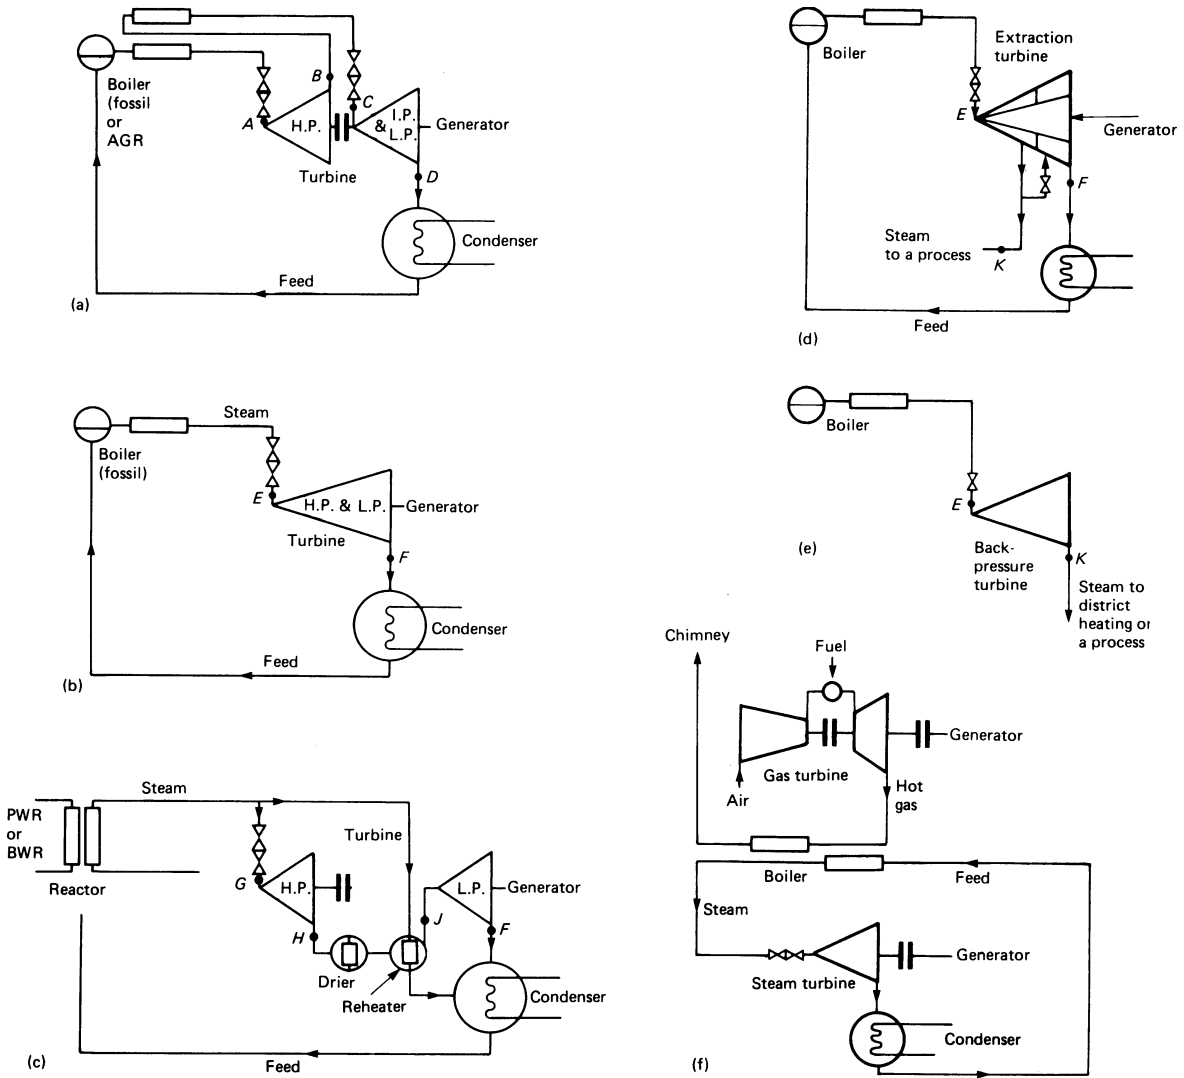 Boiler
(fossil
or
AGR
A
B
H.P.
C
I.P.
&
L.P.
Generator
Turbine
D
Condenser
Feed
(a)
Steam
Boiler
(fossil)
E
H.P. & L.P.
Generator
Turbine
F
Condenser
Feed
(b)
Steam
PWR
or
BWR
Reactor
Turbine
G
H.P.
H
Drier
Reheater
J
L.P.
Generator
F
Condenser
Feed
(c)
Boiler
Extraction
turbine
E
Generator
F
Steam
to a process
K
Feed
(d)
Boiler
E
Back-
pressure
turbine
K
Steam to
district
heating or
a process
(e)
Chimney
Fuel
Generator
Gas turbine
Air
Hot
gas
Boiler
Feed
Steam
Generator
Steam turbine
Condenser
(f)